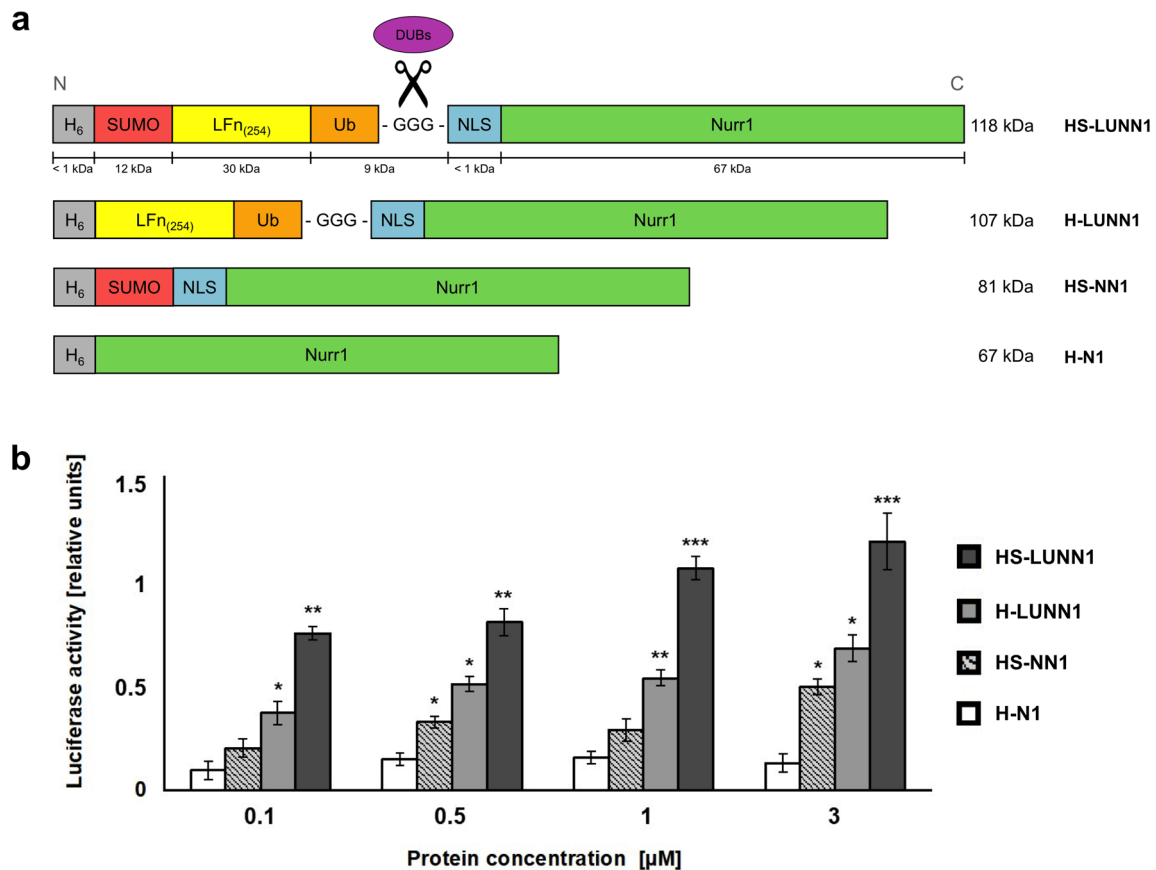 a
DUBs
N
C
H6 SUMO LFn(254) Ub - GGG - NLS Nurr1 118 kDa HS-LUNN1
< 1 kDa 12 kDa 30 kDa 9 kDa < 1 kDa 67 kDa
H6 LFn(254) Ub - GGG - NLS Nurr1 107 kDa H-LUNN1
H6 SUMO NLS Nurr1 81 kDa HS-NN1
H6 Nurr1 67 kDa H-N1
b
Luciferase activity [relative units]
1.5
1
0.5
0
* **
* * **
** ***
* * ***
0.1 0.5 1 3
Protein concentration [µM]
HS-LUNN1
H-LUNN1
HS-NN1
H-N1